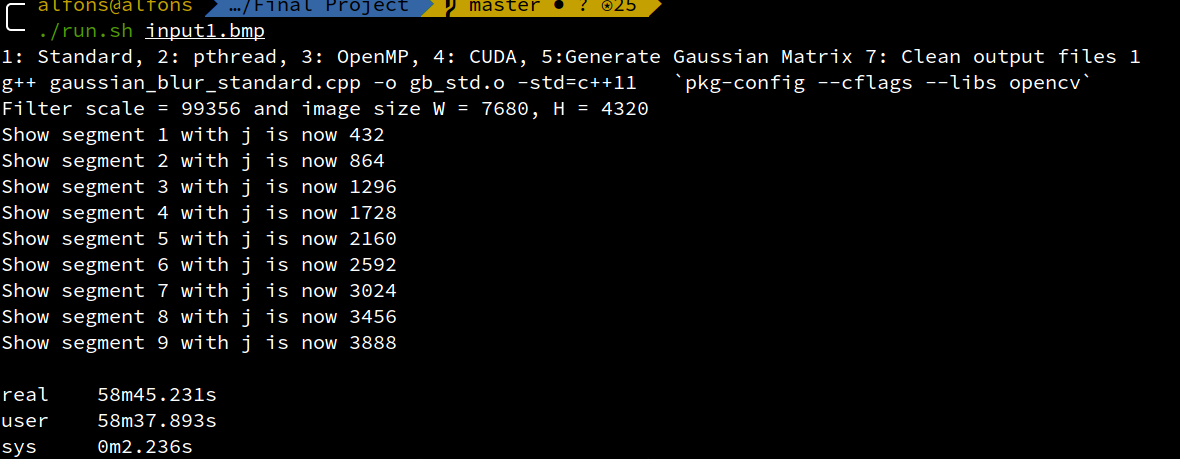 alfons@alfons …/Final Project master ● ? ⍟25
./run.sh input1.bmp
1: Standard, 2: pthread, 3: OpenMP, 4: CUDA, 5:Generate Gaussian Matrix 7: Clean output files 1
g++ gaussian_blur_standard.cpp -o gb_std.o -std=c++11   `pkg-config --cflags --libs opencv`
Filter scale = 99356 and image size W = 7680, H = 4320
Show segment 1 with j is now 432
Show segment 2 with j is now 864
Show segment 3 with j is now 1296
Show segment 4 with j is now 1728
Show segment 5 with j is now 2160
Show segment 6 with j is now 2592
Show segment 7 with j is now 3024
Show segment 8 with j is now 3456
Show segment 9 with j is now 3888
real    58m45.231s
user    58m37.893s
sys     0m2.236s